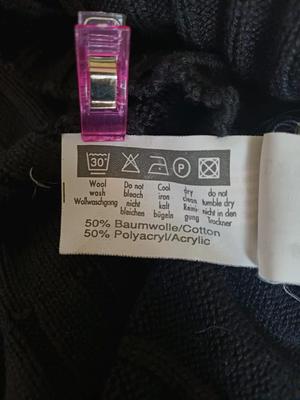 30° P
Wool Do not Cool dry do not
wash bleach iron clean tumble dry
Wollwaschgang nicht kalt Reini- nicht in den
bleichen bügeln gung Trockner
50% Baumwolle/Cotton
50% Polyacryl/Acrylic